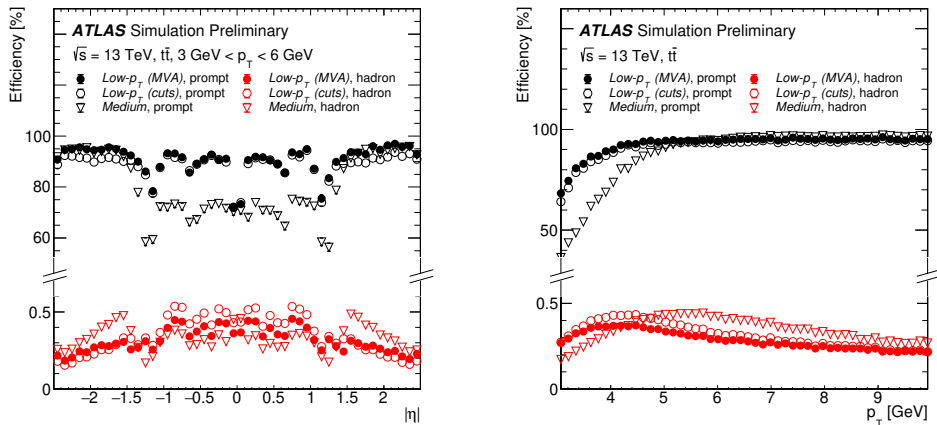 Efficiency [%]
ATLAS Simulation Preliminary
√s = 13 TeV, tt̄, 3 GeV < p_T < 6 GeV
Low-p_T (MVA), prompt
Low-p_T (MVA), hadron
Low-p_T (cuts), prompt
Low-p_T (cuts), hadron
Medium, prompt
Medium, hadron
100
80
60
0.5
0
−2 −1.5 −1 −0.5 0 0.5 1 1.5 2
|η|
Efficiency [%]
ATLAS Simulation Preliminary
√s = 13 TeV, tt̄
Low-p_T (MVA), prompt
Low-p_T (MVA), hadron
Low-p_T (cuts), prompt
Low-p_T (cuts), hadron
Medium, prompt
Medium, hadron
100
50
0.5
0
4 5 6 7 8 9
p_T [GeV]